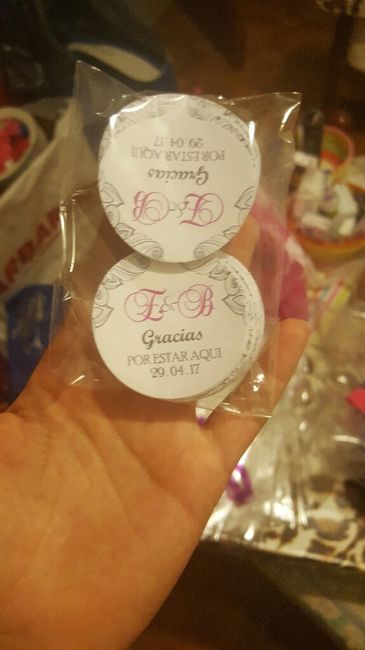 E&B
Gracias
POR ESTAR AQUI
29.04.17
E&B
Gracias
POR ESTAR AQUI
29.04.17